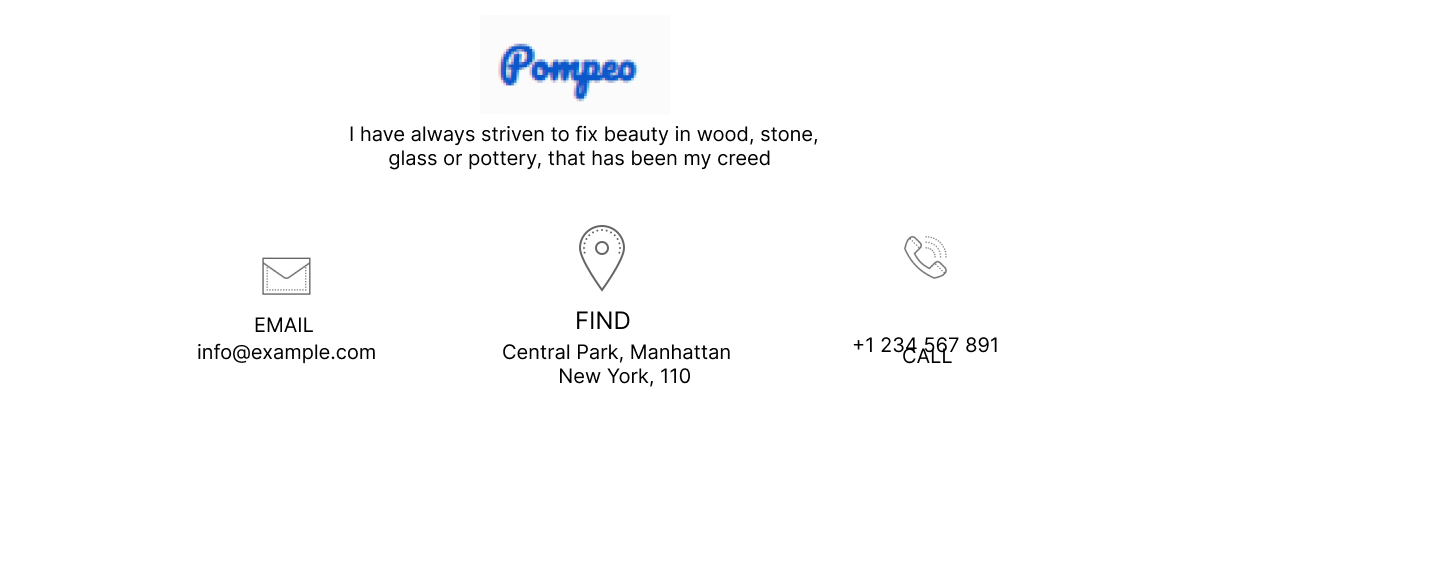 Pompeo
I have always striven to fix beauty in wood, stone,
glass or pottery, that has been my creed
EMAIL
info@example.com
FIND
Central Park, Manhattan
New York, 110
+1 234 567 891
CALL